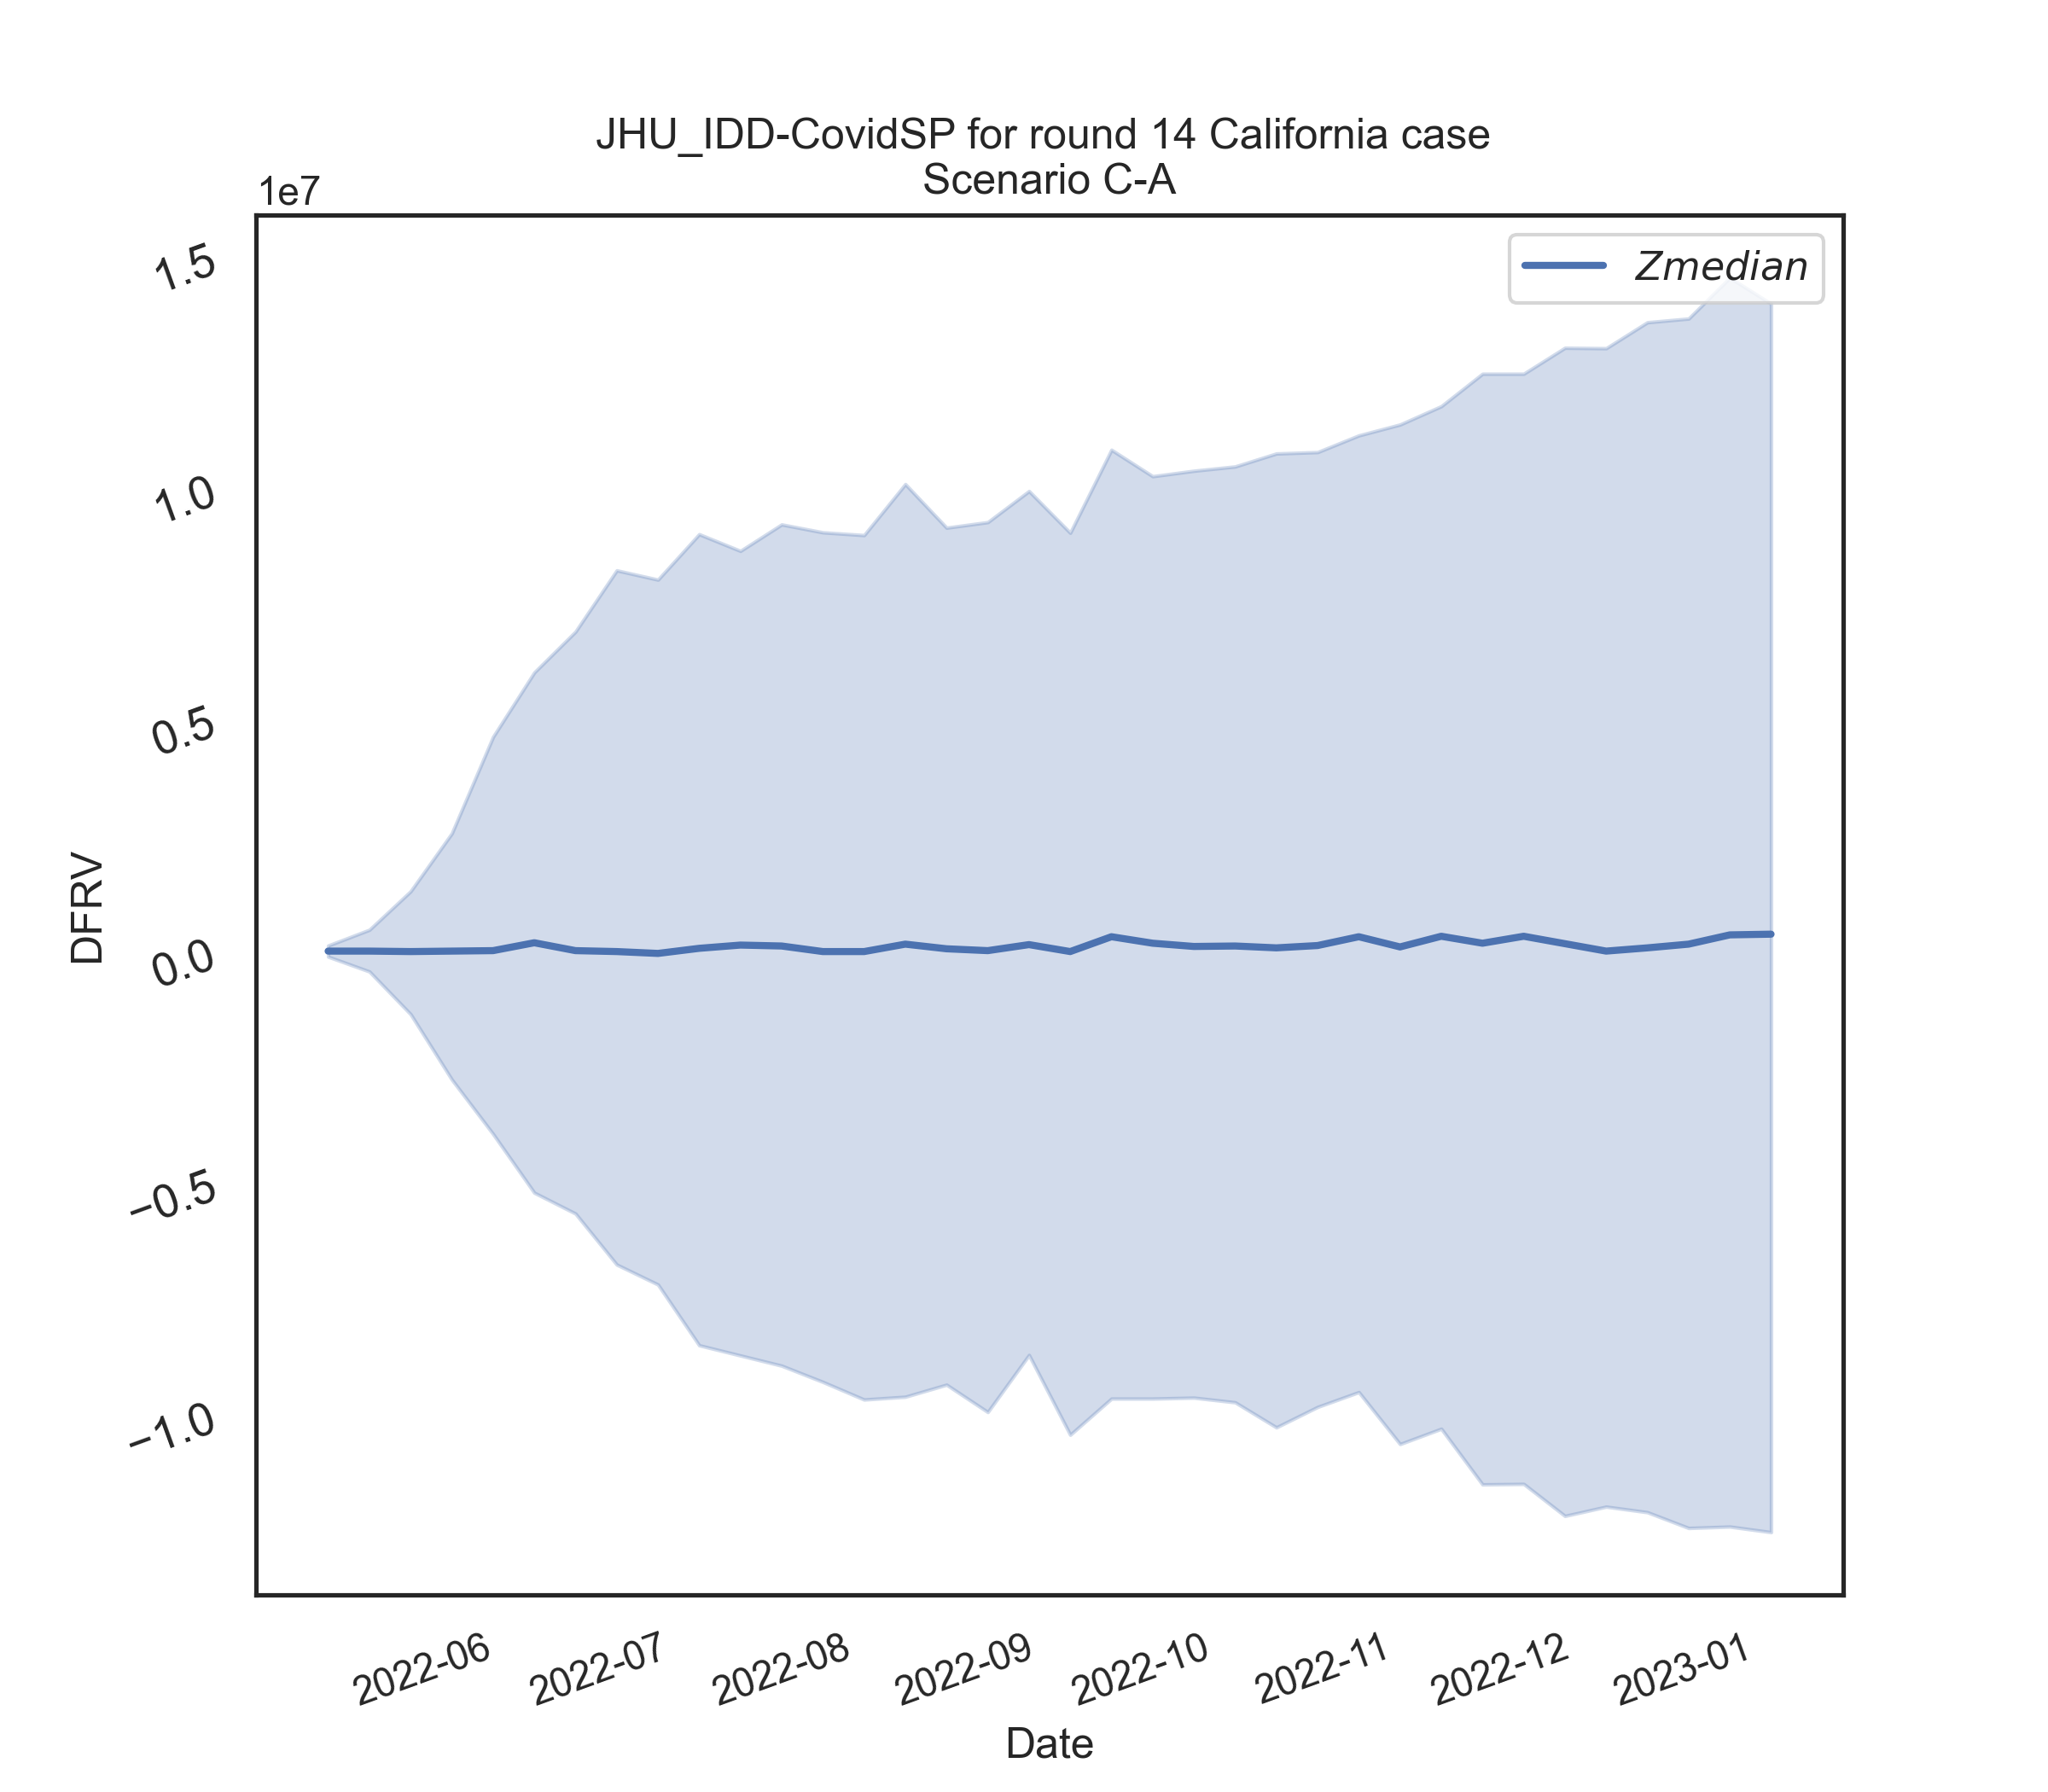 JHU_IDD-CovidSP for round 14 California case
Scenario C-A
1e7
1.5
1.0
0.5
0.0
−0.5
−1.0
DFRV
Zmedian
2022-06
2022-07
2022-08
2022-09
2022-10
2022-11
2022-12
2023-01
Date